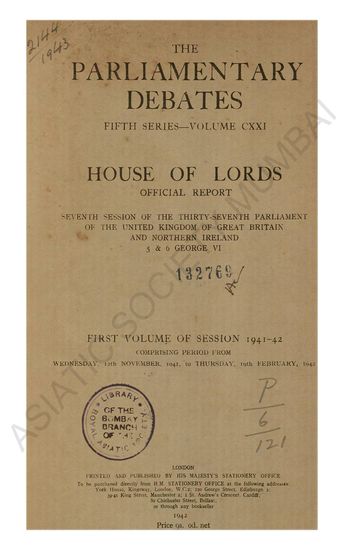 2144
1943
THE
PARLIAMENTARY
DEBATES
FIFTH SERIES—VOLUME CXXI
HOUSE OF LORDS
OFFICIAL REPORT
SEVENTH SESSION OF THE THIRTY-SEVENTH PARLIAMENT
OF THE UNITED KINGDOM OF GREAT BRITAIN
AND NORTHERN IRELAND
5 & 6 GEORGE VI
132769
FIRST VOLUME OF SESSION 1941-42
COMPRISING PERIOD FROM
WEDNESDAY, 12th NOVEMBER, 1941, to THURSDAY, 19th FEBRUARY, 1942
LIBRARY
OF THE
BOMBAY
BRANCH
OF THE
ROYAL ASIATIC SOCIETY
P
6
121
LONDON
PRINTED AND PUBLISHED BY HIS MAJESTY'S STATIONERY OFFICE
To be purchased directly from H.M. STATIONERY OFFICE at the following addresses
York House, Kingsway, London, W.C.2; 120 George Street, Edinburgh 2;
39-41 King Street, Manchester 2; 1 St. Andrew's Crescent, Cardiff;
80 Chichester Street, Belfast;
or through any bookseller
1942
Price 9s. 0d. net
ASIATIC SOCIETY MUMBAI